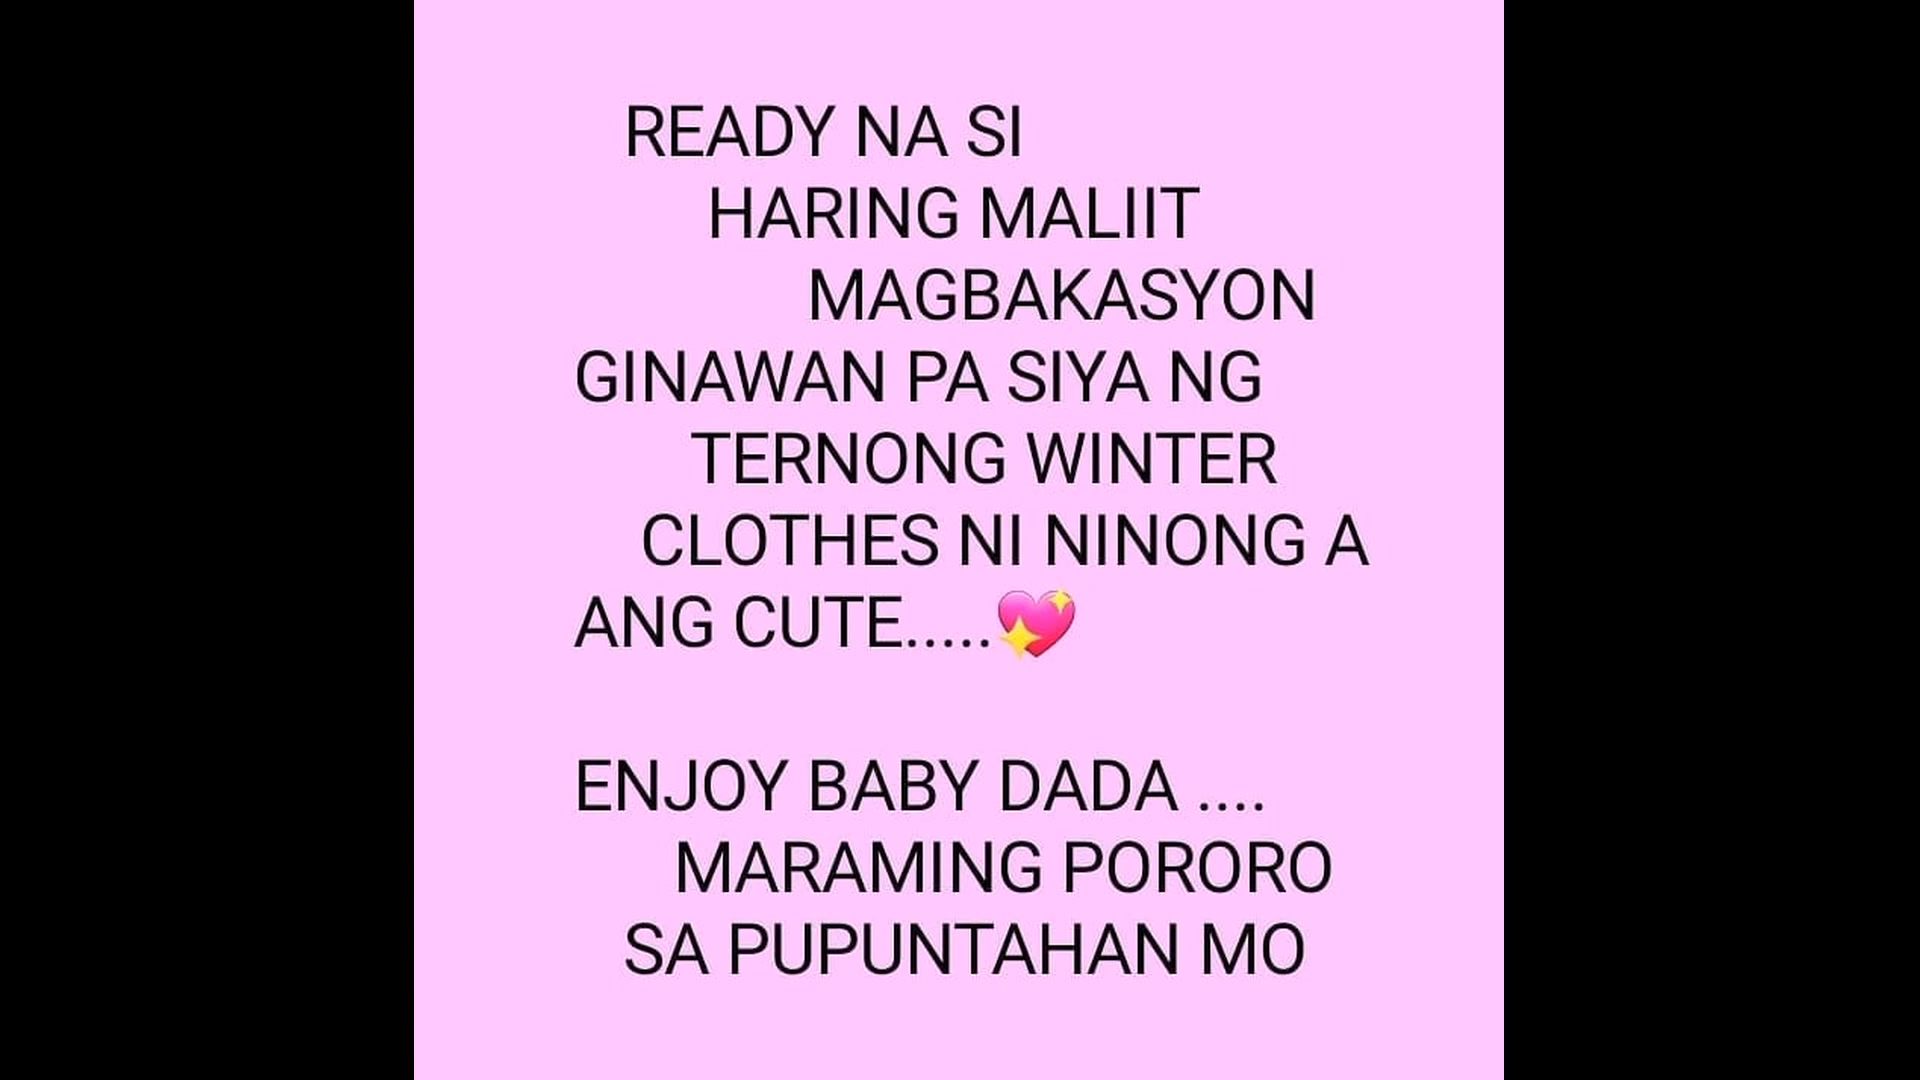 READY NA SI
HARING MALIIT
MAGBAKASYON
GINAWAN PA SIYA NG
TERNONG WINTER
CLOTHES NI NINONG A
ANG CUTE.....💖
ENJOY BABY DADA ....
MARAMING PORORO
SA PUPUNTAHAN MO